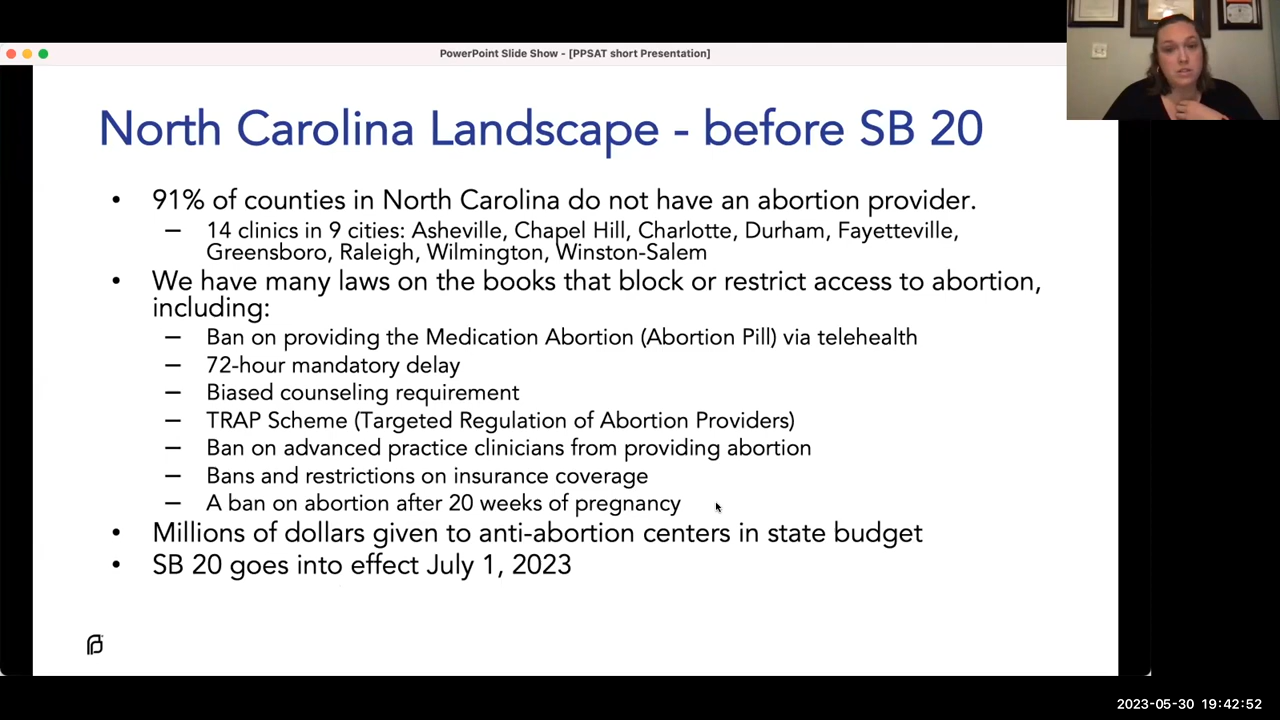 PowerPoint Slide Show - [PPSAT short Presentation]
North Carolina Landscape - before SB 20
• 91% of counties in North Carolina do not have an abortion provider.
– 14 clinics in 9 cities: Asheville, Chapel Hill, Charlotte, Durham, Fayetteville,
Greensboro, Raleigh, Wilmington, Winston-Salem
• We have many laws on the books that block or restrict access to abortion,
including:
– Ban on providing the Medication Abortion (Abortion Pill) via telehealth
– 72-hour mandatory delay
– Biased counseling requirement
– TRAP Scheme (Targeted Regulation of Abortion Providers)
– Ban on advanced practice clinicians from providing abortion
– Bans and restrictions on insurance coverage
– A ban on abortion after 20 weeks of pregnancy
• Millions of dollars given to anti-abortion centers in state budget
• SB 20 goes into effect July 1, 2023
2023-05-30 19:42:52